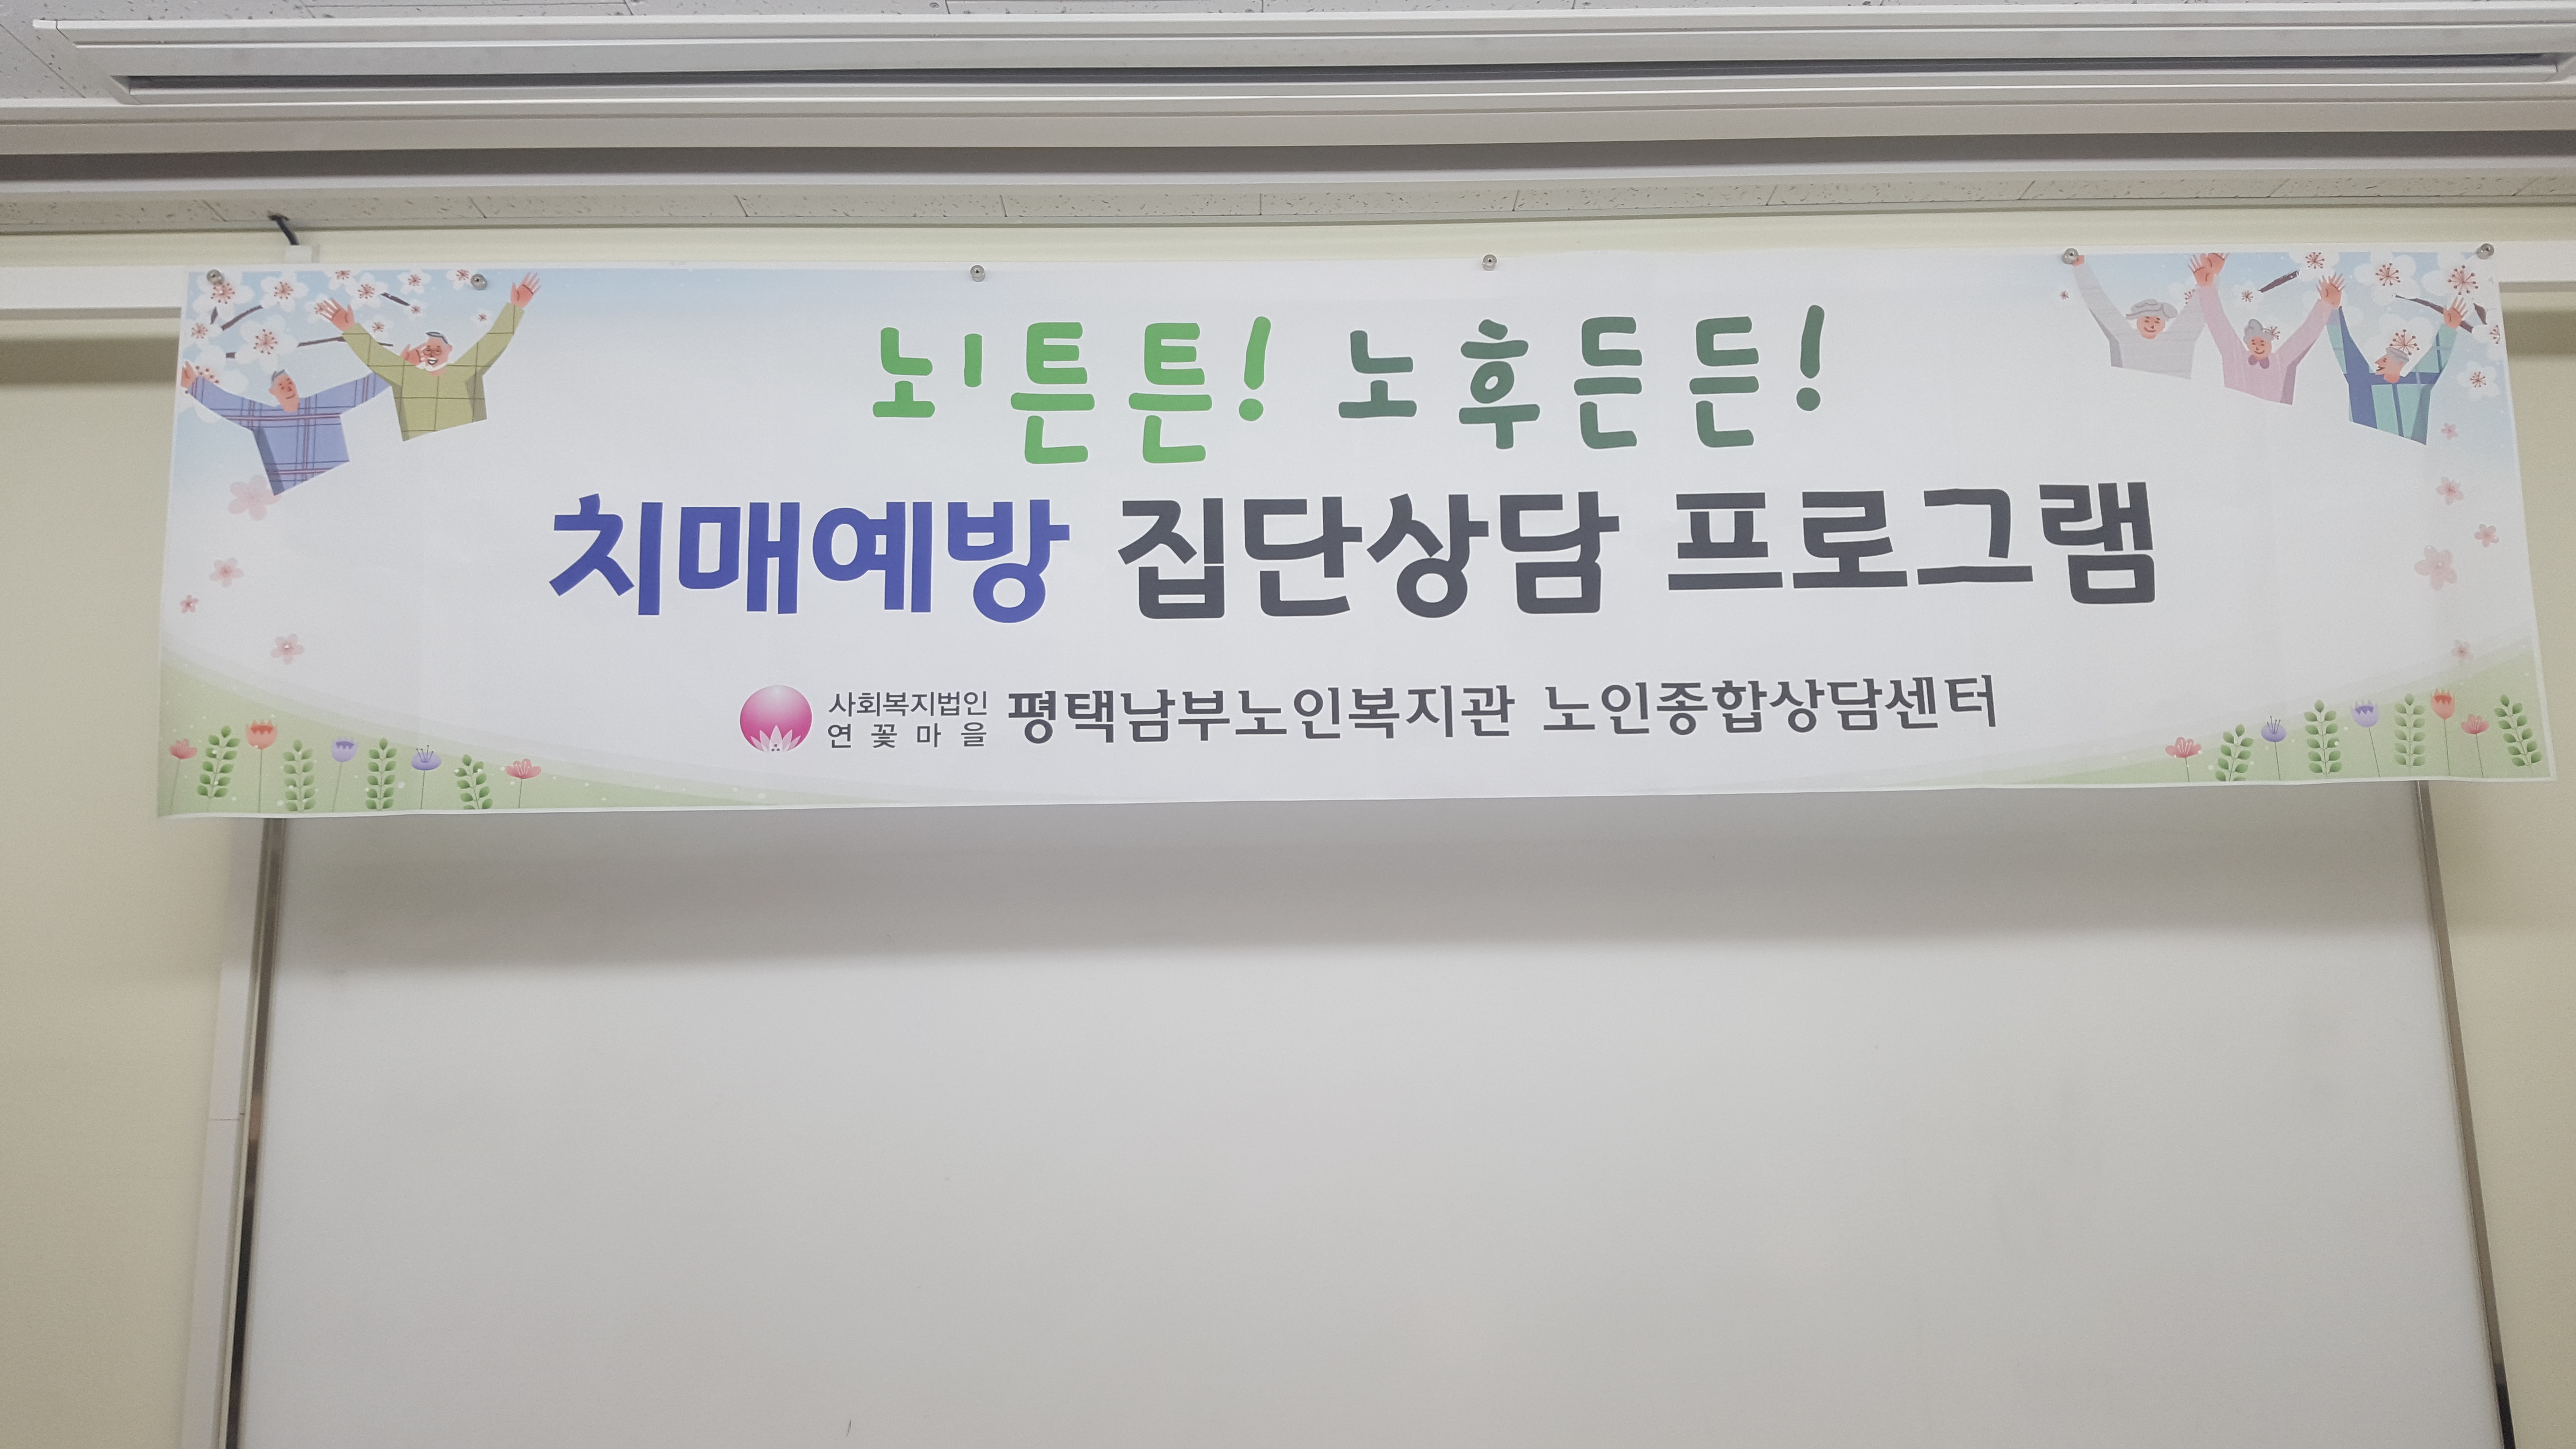 뇌튼튼! 노후든든!
치매예방 집단상담 프로그램
사회복지법인
연꽃마을
평택남부노인복지관 노인종합상담센터